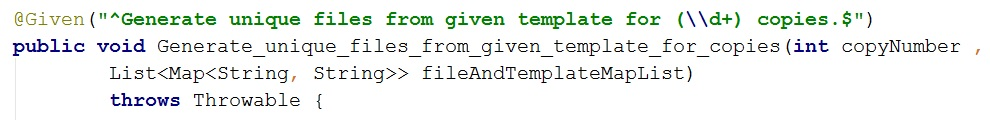 @Given("^Generate unique files from given template for (\\d+) copies.$")
public void Generate_unique_files_from_given_template_for_copies(int copyNumber ,
List<Map<String, String>> fileAndTemplateMapList)
throws Throwable {